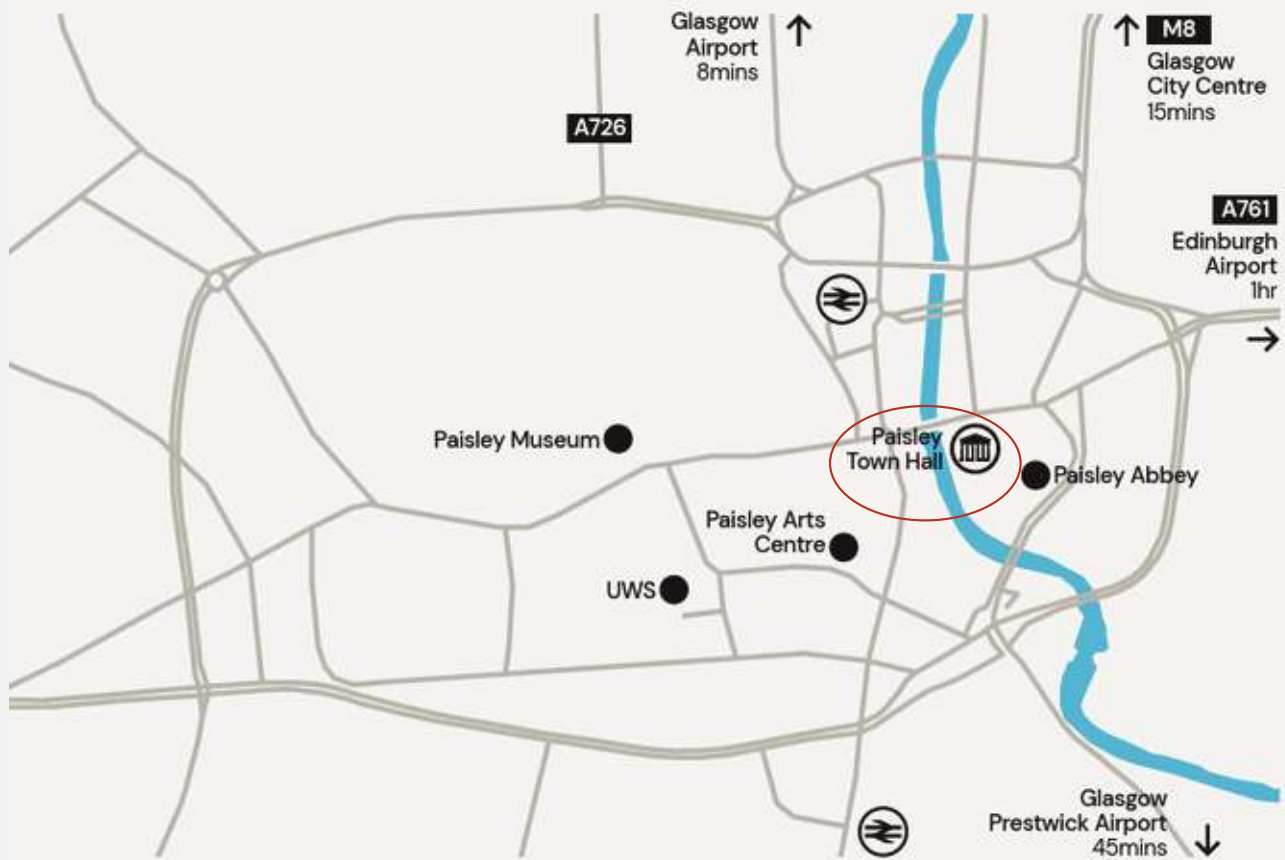 Glasgow
Airport
8mins
M8
Glasgow
City Centre
15mins
A726
A761
Edinburgh
Airport
1hr
Paisley Museum
Paisley
Town Hall
Paisley Abbey
Paisley Arts
Centre
UWS
Glasgow
Prestwick Airport
45mins